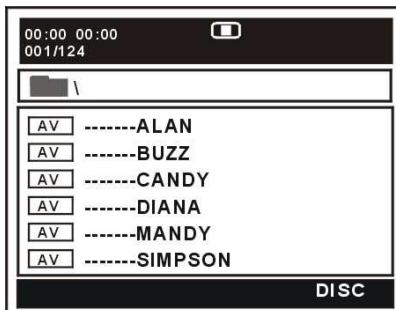 00:00 00:00
001/124
\
AV -------ALAN
AV -------BUZZ
AV -------CANDY
AV -------DIANA
AV -------MANDY
AV -------SIMPSON
DISC